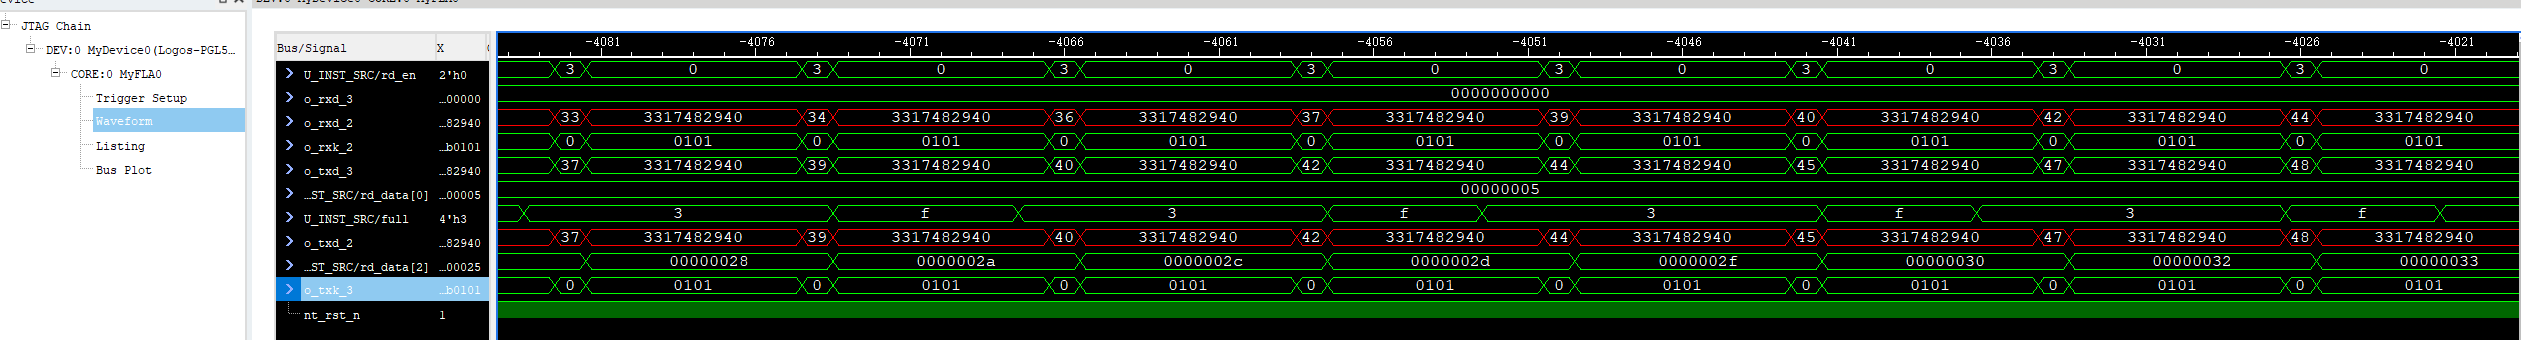 JTAG Chain
DEV:0 MyDevice0(Logos-PGL5...
CORE:0 MyFLA0
Trigger Setup
Waveform
Listing
Bus Plot
Bus/Signal X
-4081 -4076 -4071 -4066 -4061 -4056 -4051 -4046 -4041 -4036 -4031 -4026 -4021
U_INST_SRC/rd_en 2'h0 3 0 3 0 3 0 3 0 3 0 3 0 3 0 3 0
o_rxd_3 …00000 0000000000
o_rxd_2 …82940 33 3317482940 34 3317482940 36 3317482940 37 3317482940 39 3317482940 40 3317482940 42 3317482940 44 3317482940
o_rxk_2 …b0101 0 0101 0 0101 0 0101 0 0101 0 0101 0 0101 0 0101 0 0101
o_txd_3 …82940 37 3317482940 39 3317482940 40 3317482940 42 3317482940 44 3317482940 45 3317482940 47 3317482940 48 3317482940
…ST_SRC/rd_data[0] …00005 00000005
U_INST_SRC/full 4'h3 3 f 3 f 3 f 3 f
o_txd_2 …82940 37 3317482940 39 3317482940 40 3317482940 42 3317482940 44 3317482940 45 3317482940 47 3317482940 48 3317482940
…ST_SRC/rd_data[2] …00025 00000028 0000002a 0000002c 0000002d 0000002f 00000030 00000032 00000033
o_txk_3 …b0101 0 0101 0 0101 0 0101 0 0101 0 0101 0 0101 0 0101 0 0101
nt_rst_n 1